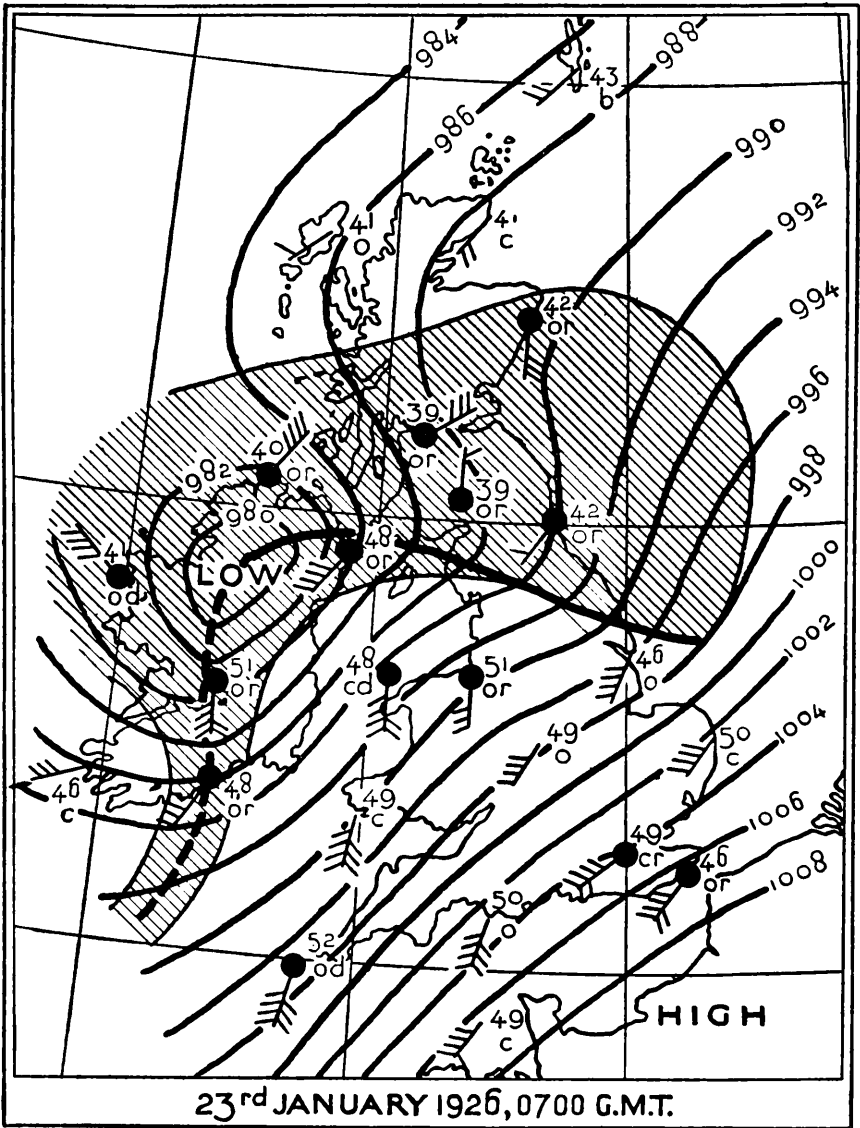 984
988
43
b
986
990
41
o
41
c
992
994
42
or
996
39
or
40
or
982
998
39
or
980
42
or
48
or
1000
LOW
od
1002
46
o
48
cd
51
or
51
or
1004
49
o
50
c
46
c
48
or
49
c
1006
49
cr
46
or
1008
50
o
52
od
HIGH
49
c
23rd JANUARY 1926, 0700 G.M.T.